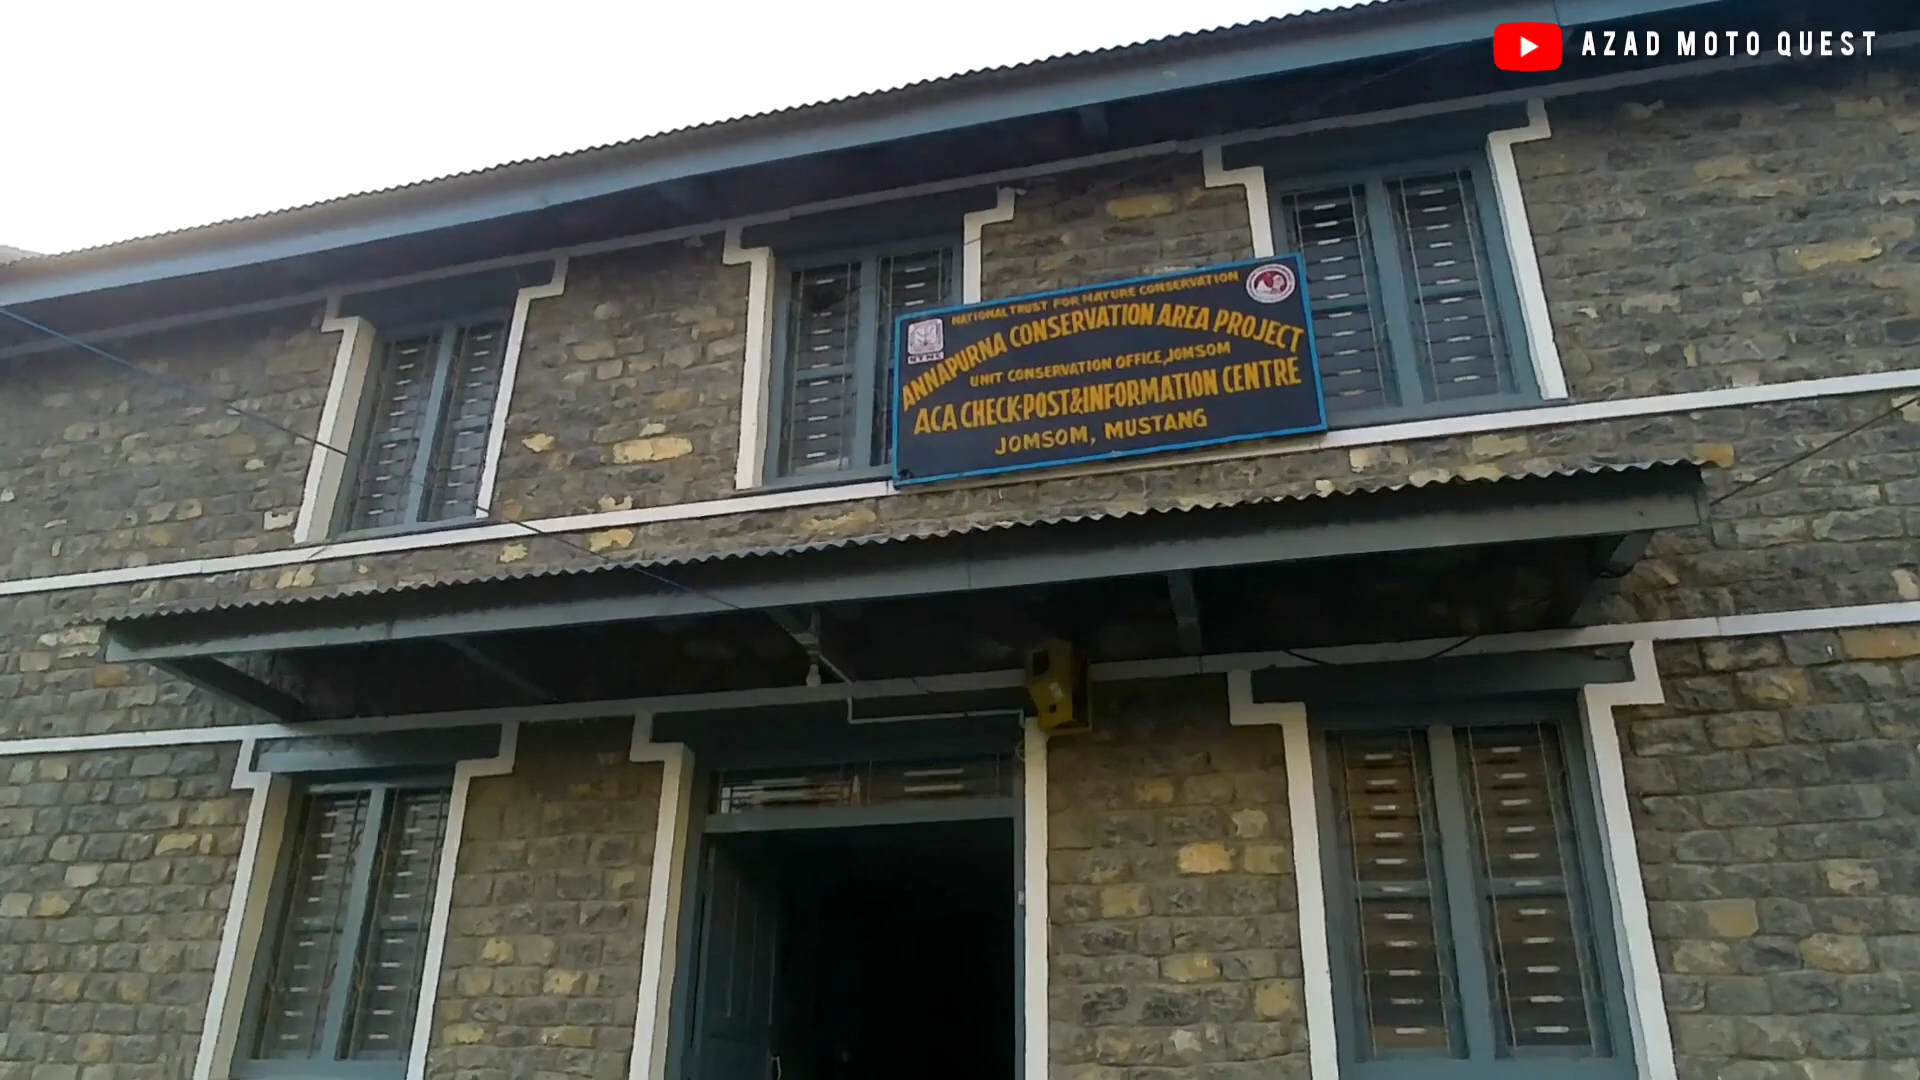 AZAD MOTO QUEST
NATIONAL TRUST FOR NATURE CONSERVATION
ANNAPURNA CONSERVATION AREA PROJECT
UNIT CONSERVATION OFFICE, JOMSOM
ACA CHECK-POST & INFORMATION CENTRE
JOMSOM, MUSTANG
NTNC